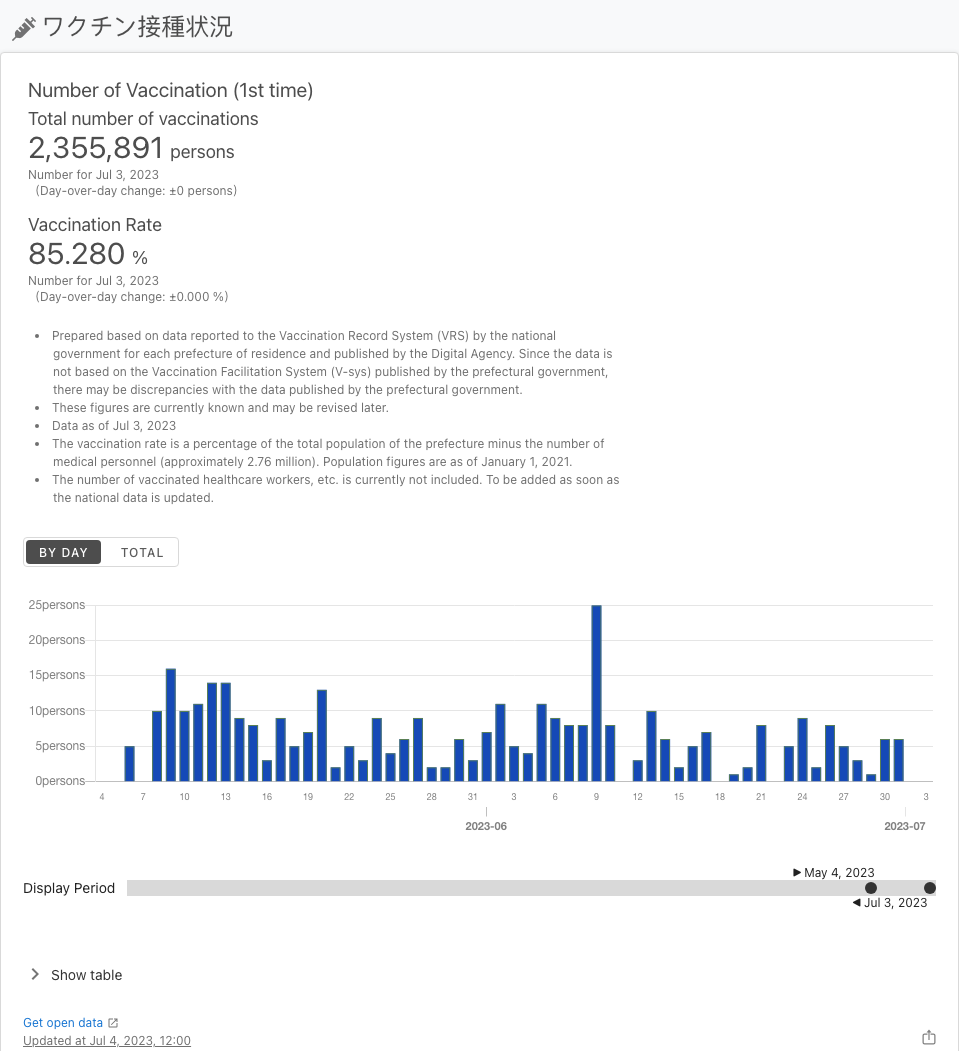 ワクチン接種状況
Number of Vaccination (1st time)
Total number of vaccinations
2,355,891 persons
Number for Jul 3, 2023
(Day-over-day change: ±0 persons)
Vaccination Rate
85.280 %
Number for Jul 3, 2023
(Day-over-day change: ±0.000 %)
• Prepared based on data reported to the Vaccination Record System (VRS) by the national
government for each prefecture of residence and published by the Digital Agency. Since the data is
not based on the Vaccination Facilitation System (V-sys) published by the prefectural government,
there may be discrepancies with the data published by the prefectural government.
• These figures are currently known and may be revised later.
• Data as of Jul 3, 2023
• The vaccination rate is a percentage of the total population of the prefecture minus the number of
medical personnel (approximately 2.76 million). Population figures are as of January 1, 2021.
• The number of vaccinated healthcare workers, etc. is currently not included. To be added as soon as
the national data is updated.
BY DAY TOTAL
25persons
20persons
15persons
10persons
5persons
0persons
4 7 10 13 16 19 22 25 28 31 3 6 9 12 15 18 21 24 27 30 3
2023-06 2023-07
▶ May 4, 2023
Display Period
◀ Jul 3, 2023
Show table
Get open data
Updated at Jul 4, 2023, 12:00